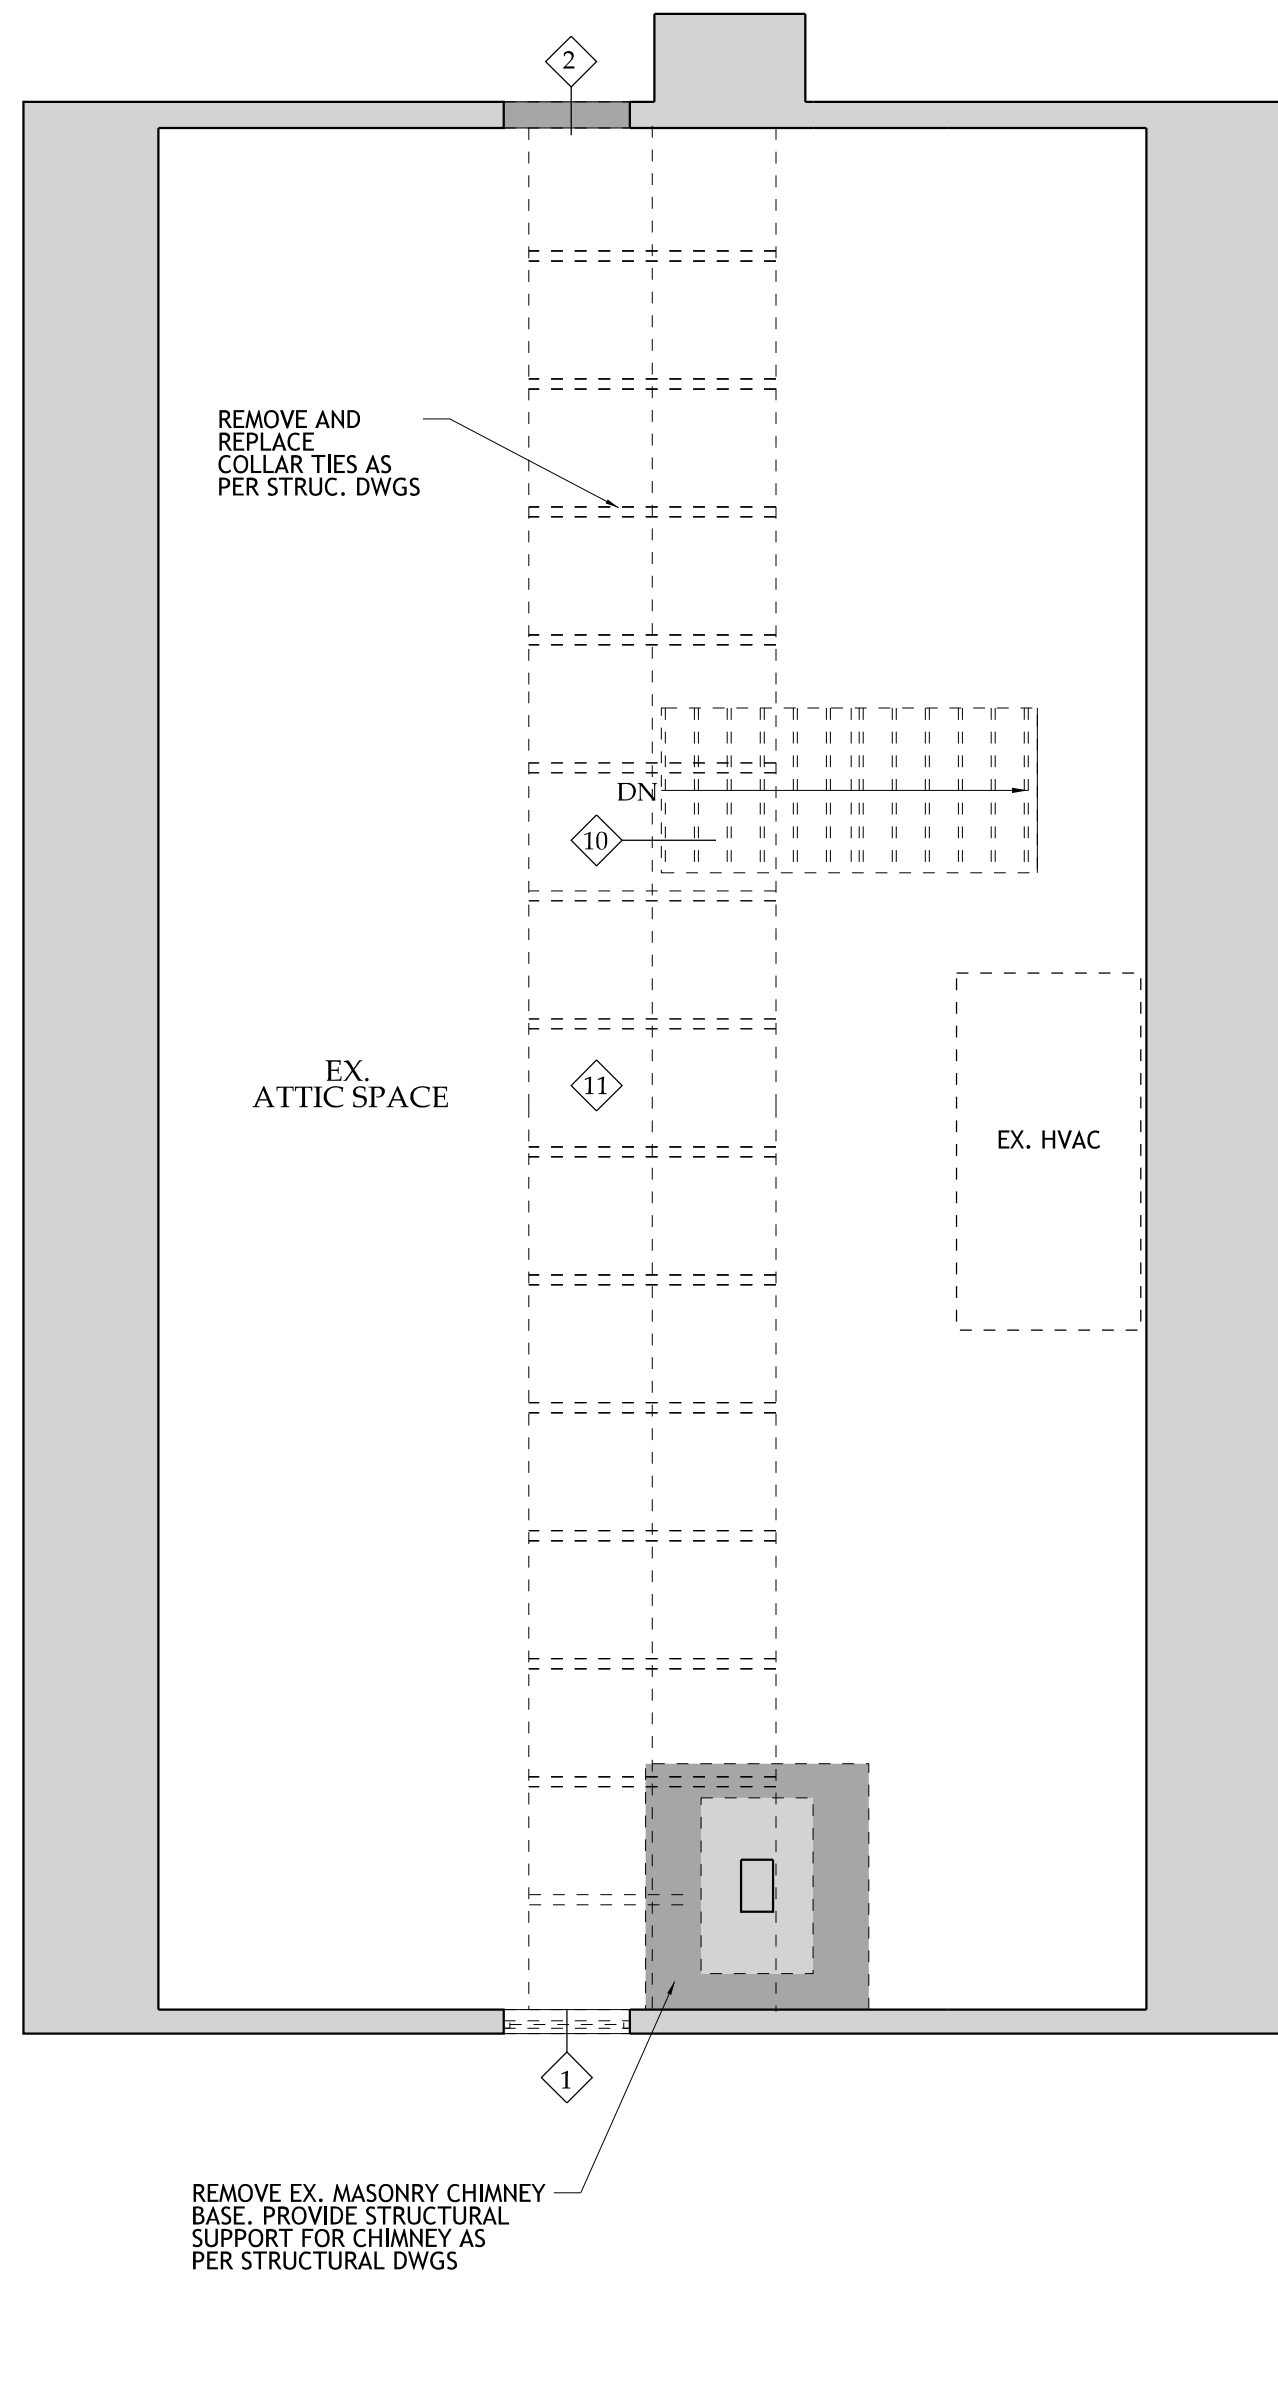 2
REMOVE AND
REPLACE
COLLAR TIES AS
PER STRUC. DWGS
DN
10
EX.
ATTIC SPACE
11
EX. HVAC
1
REMOVE EX. MASONRY CHIMNEY
BASE. PROVIDE STRUCTURAL
SUPPORT FOR CHIMNEY AS
PER STRUCTURAL DWGS